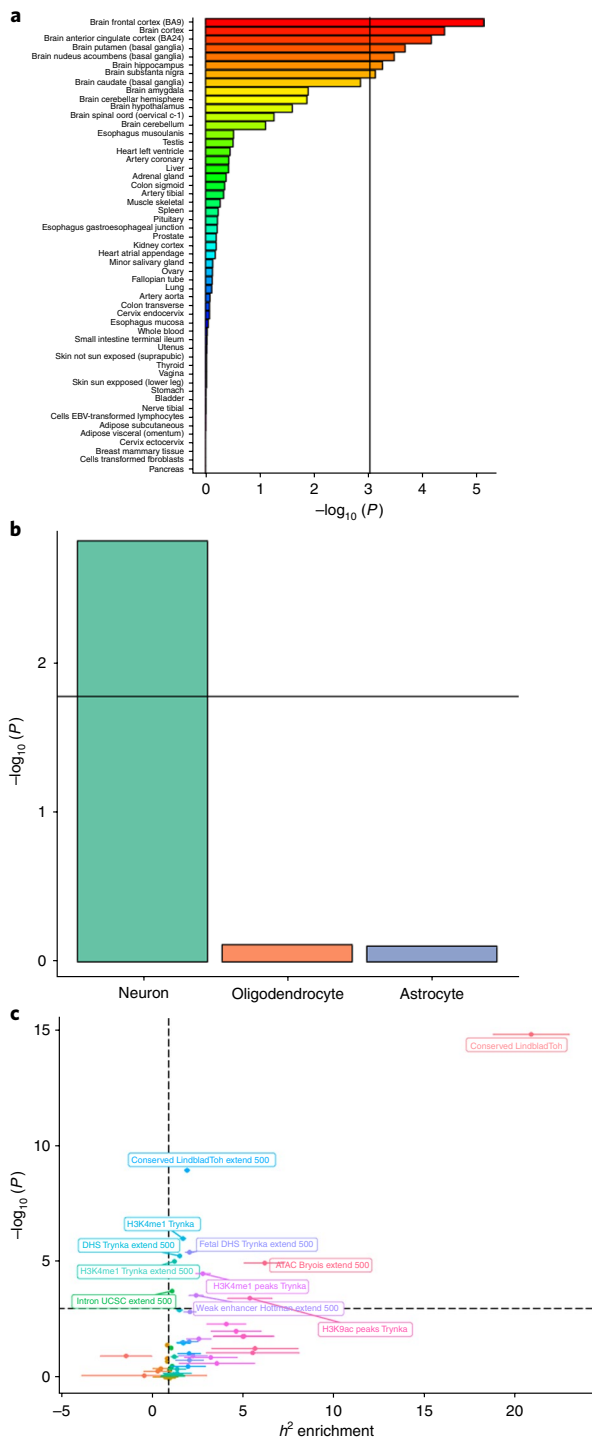 a
Brain frontal cortex (BA9)
Brain cortex
Brain anterior cingulate cortex (BA24)
Brain putamen (basal ganglia)
Brain nudeus acoumbens (basal ganglia)
Brain hippocampus
Brain substanta nigra
Brain caudate (basal ganglia)
Brain amygdala
Brain cerebellar hemisphere
Brain hypothalamus
Brain spinal oord (oervical c-1)
Brain cerebellum
Esophagus musoulanis
Testis
Heart left ventricle
Artery coronary
Liver
Adrenal gland
Colon sigmoid
Artery tibial
Muscle skeletal
Spleen
Pituitary
Esophagus gastroesophageal junction
Prostate
Kidney cortex
Heart atrial appendage
Minor salivary gland
Ovary
Fallopian tube
Lung
Artery aorta
Colon transverse
Cervix endocervix
Esophagus mucosa
Whole blood
Small intestine terminal ileum
Utenus
Skin not sun exposed (suprapubic)
Thyroid
Vagina
Skin sun expposed (lower leg)
Stomach
Bladder
Nerve tibial
Cells EBV-transformed lymphocytes
Adipose subcutaneous
Adipose visceral (omentum)
Cervix ectocervix
Breast mammary tissue
Cells transformed fbroblasts
Pancreas
0 1 2 3 4 5
–log10 (P)
b
2
1
0
–log10 (P)
Neuron Oligodendrocyte Astrocyte
c
15
10
5
0
–log10 (P)
Conserved LindbladToh
Conserved LindbladToh extend 500
H3K4me1 Trynka
DHS Trynka extend 500
Fetal DHS Trynka extend 500
ATAC Bryois extend 500
H3K4me1 Trynka extend 500
H3K4me1 peaks Trynka
Intron UCSC extend 500
Weak enhancer Hoffman extend 500
H3K9ac peaks Trynka
–5 0 5 10 15 20
h² enrichment